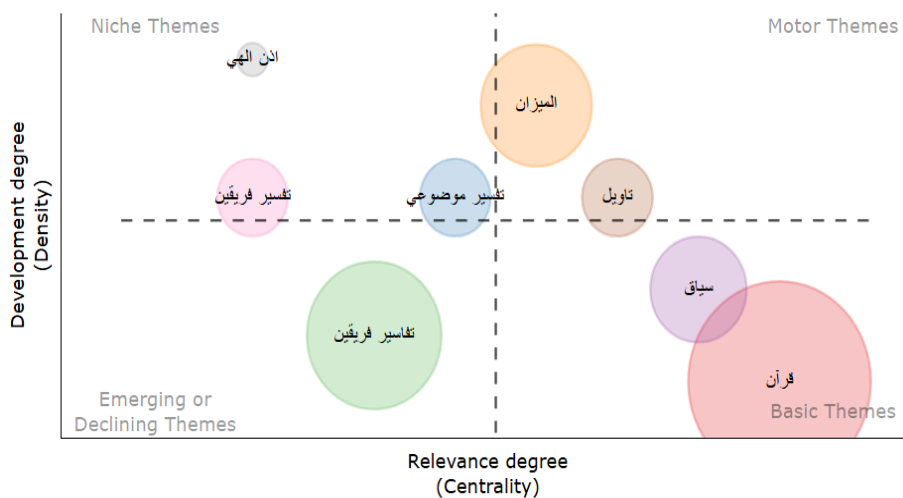 Niche Themes
Motor Themes
اذن الهي
الميزان
تفسير فريقين
تفسير موضوعي
تاويل
سياق
تفاسير فريقين
قرآن
Emerging or
Declining Themes
Basic Themes
Development degree
(Density)
Relevance degree
(Centrality)